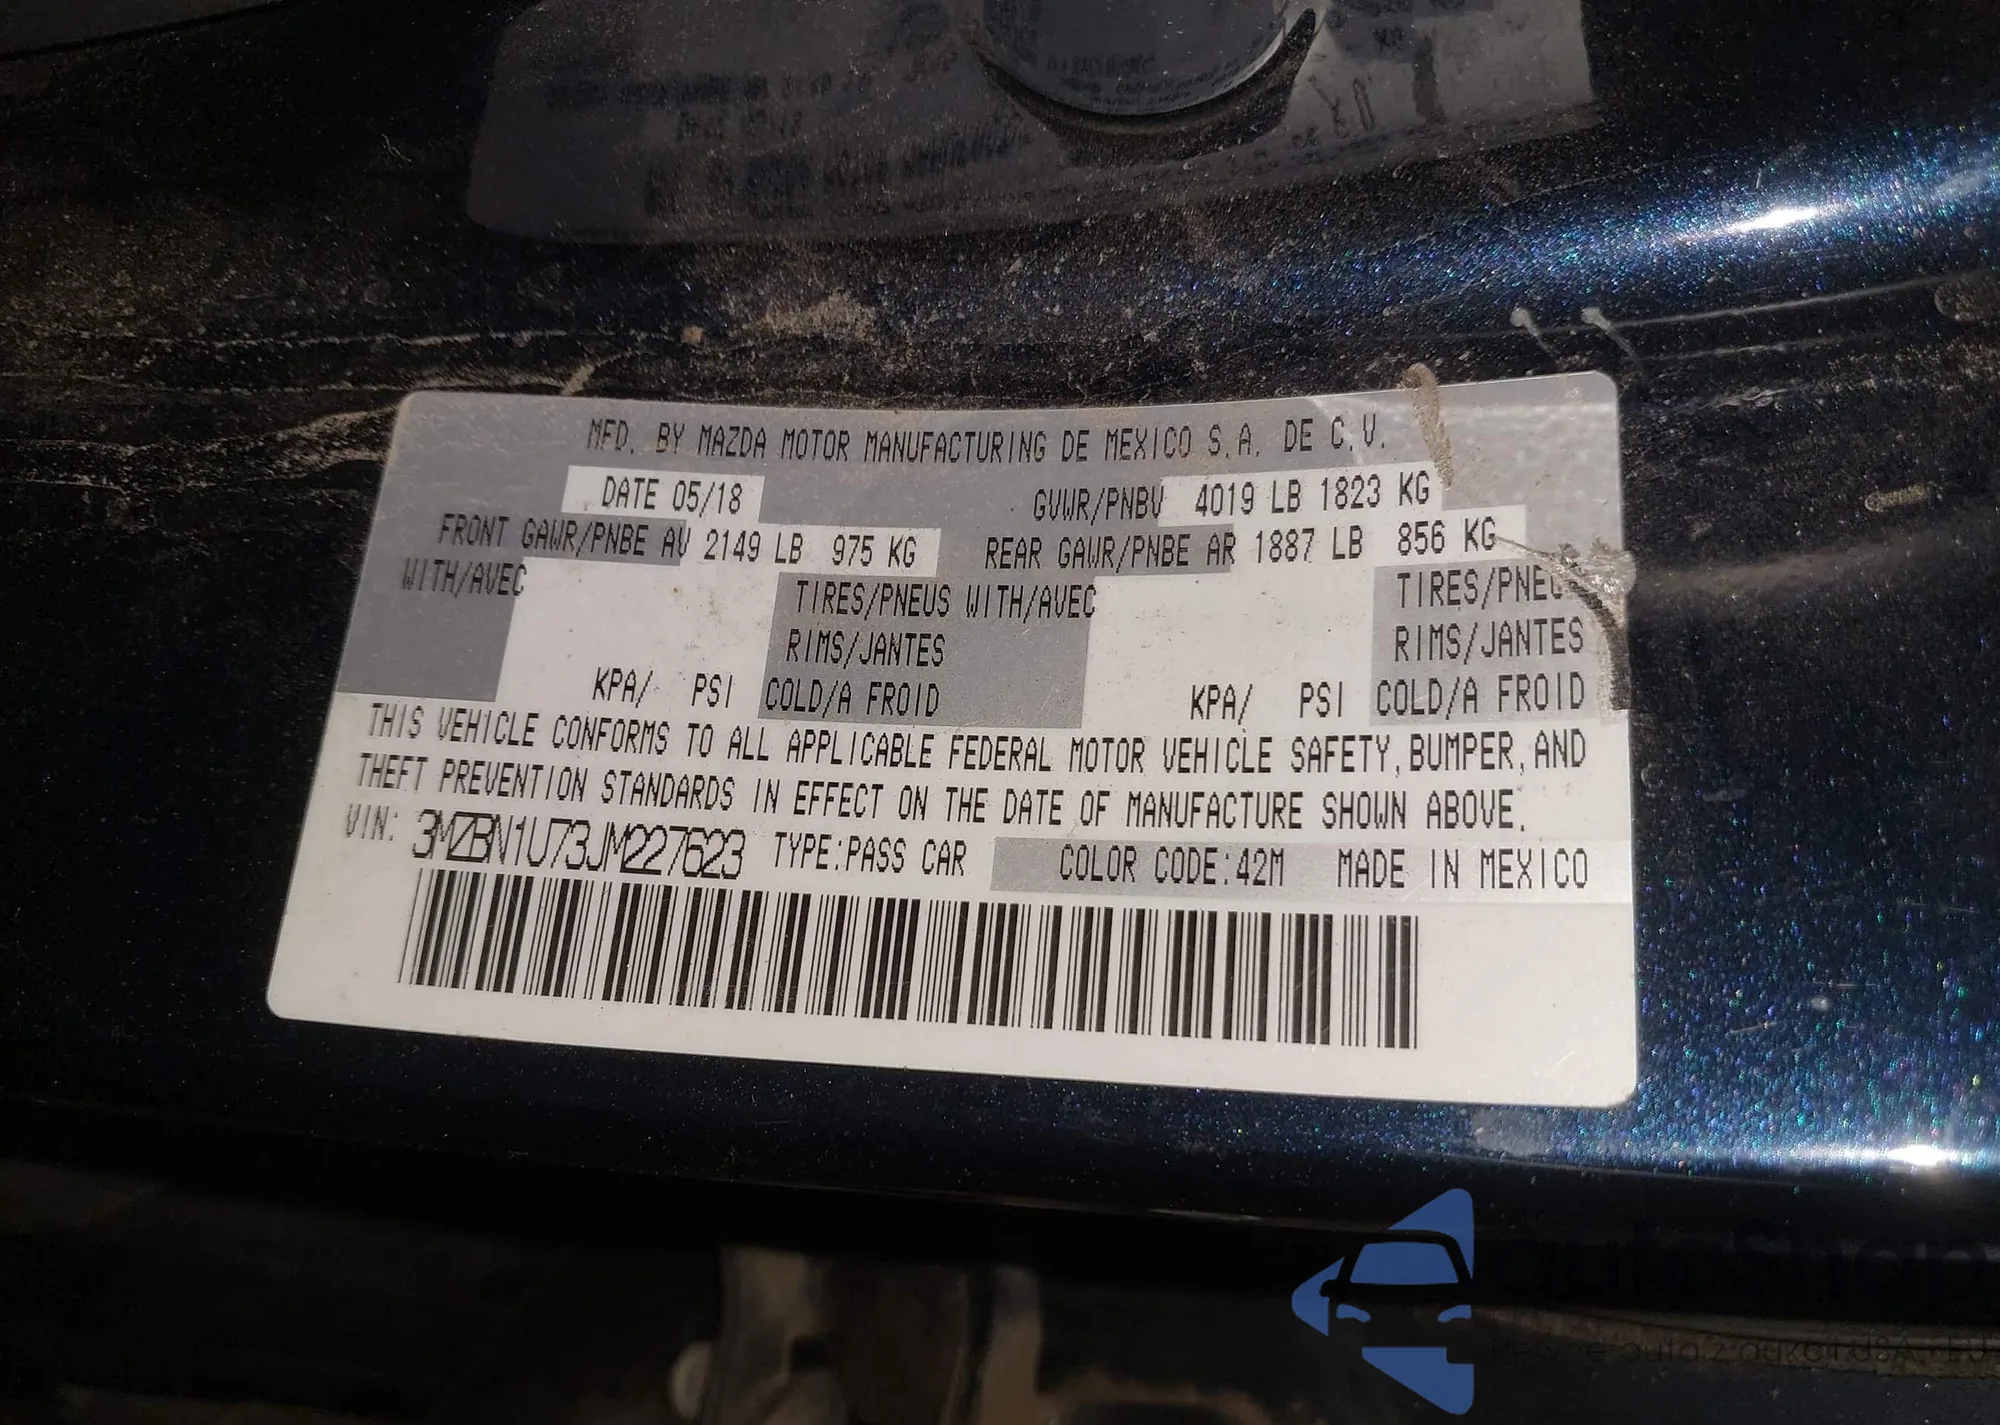 MFD. BY MAZDA MOTOR MANUFACTURING DE MEXICO S.A. DE C.V.
DATE 05/18 GVWR/PNBV 4019 LB 1823 KG
FRONT GAWR/PNBE AV 2149 LB 975 KG REAR GAWR/PNBE AR 1887 LB 856 KG
WITH/AVEC TIRES/PNEUS WITH/AVEC TIRES/PNEU
RIMS/JANTES RIMS/JANTES
KPA/ PSI COLD/A FROID KPA/ PSI COLD/A FROID
THIS VEHICLE CONFORMS TO ALL APPLICABLE FEDERAL MOTOR VEHICLE SAFETY, BUMPER, AND
THEFT PREVENTION STANDARDS IN EFFECT ON THE DATE OF MANUFACTURE SHOWN ABOVE.
VIN: 3MZBN1U73JM227623 TYPE:PASS CAR COLOR CODE:42M MADE IN MEXICO
autoShop